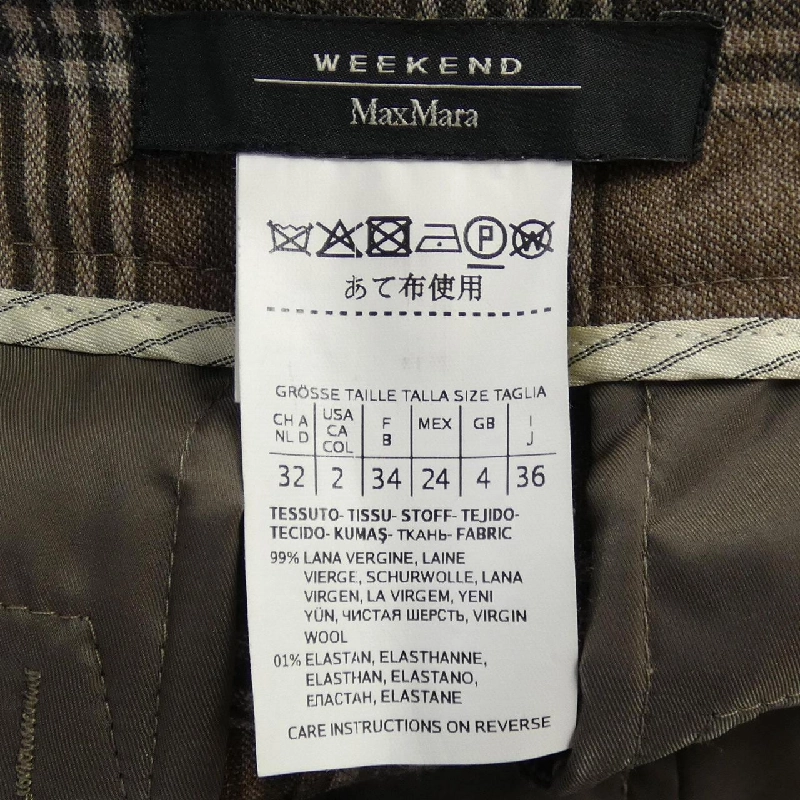 WEEKEND
MaxMara
P W
あて布使用
GRÖSSE TAILLE TALLA SIZE TAGLIA
CH A NL D USA CA COL F B MEX GB I J
32 2 34 24 4 36
TESSUTO- TISSU- STOFF- TEJIDO-
TECIDO- KUMAŞ- ТКАНЬ- FABRIC
99% LANA VERGINE, LAINE
VIERGE, SCHURWOLLE, LANA
VIRGEN, LA VIRGEM, YENI
YÜN, ЧИСТАЯ ШЕРСТЬ, VIRGIN
WOOL
01% ELASTAN, ELASTHANNE,
ELASTHAN, ELASTANO,
ЕЛАСТАН, ELASTANE
CARE INSTRUCTIONS ON REVERSE